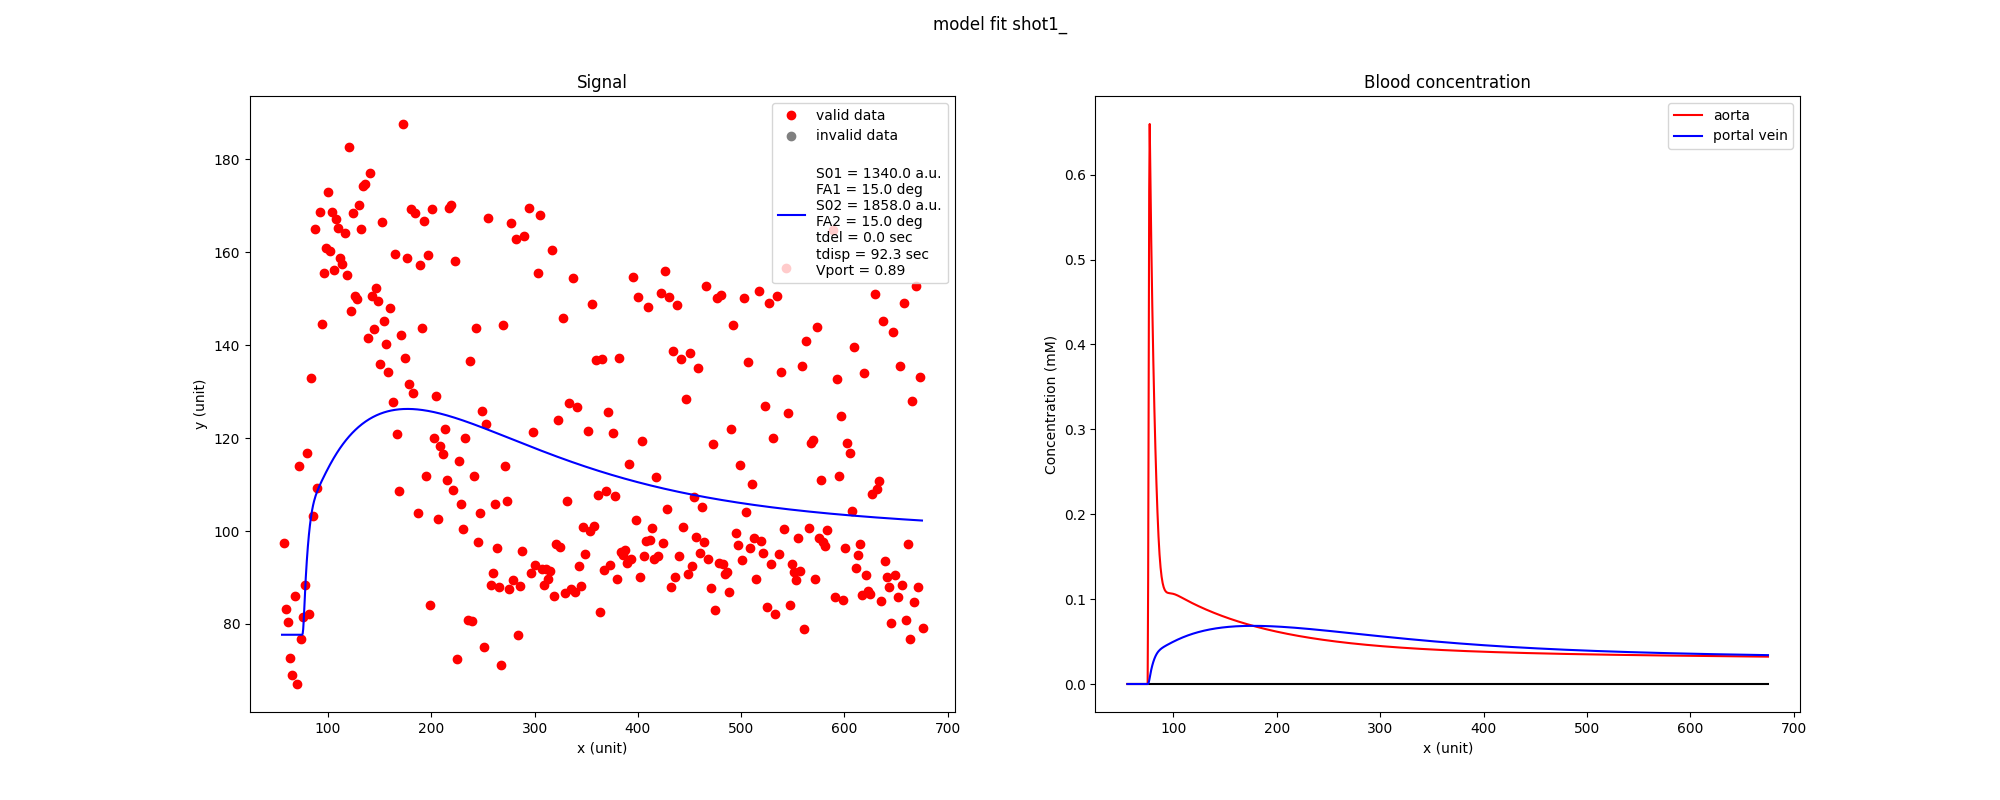 model fit shot1_
Signal
180
160
140
120
100
80
y (unit)
100 200 300 400 500 600 700
x (unit)
valid data
invalid data
S01 = 1340.0 a.u.
FA1 = 15.0 deg
S02 = 1858.0 a.u.
FA2 = 15.0 deg
tdel = 0.0 sec
tdisp = 92.3 sec
Vport = 0.89
Blood concentration
0.6
0.5
0.4
0.3
0.2
0.1
0.0
Concentration (mM)
100 200 300 400 500 600 700
x (unit)
aorta
portal vein